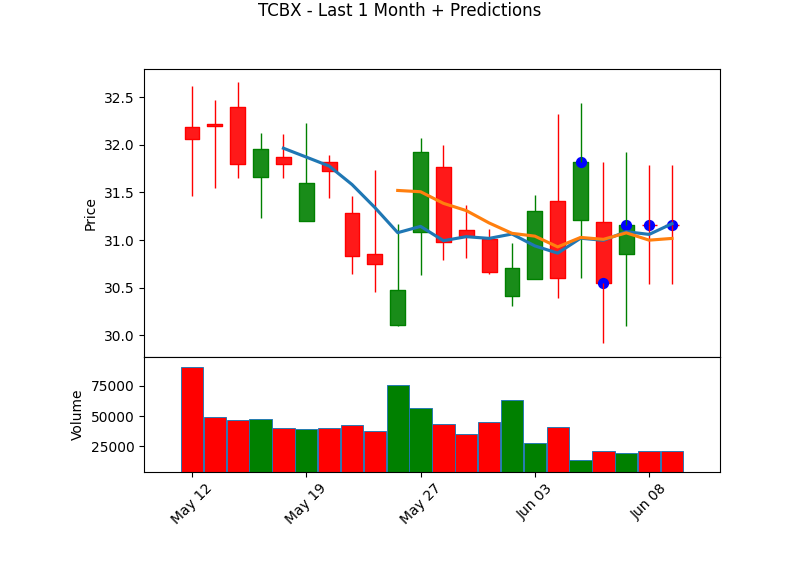 TCBX - Last 1 Month + Predictions
32.5
32.0
31.5
31.0
30.5
30.0
Price
75000
50000
25000
Volume
May 12
May 19
May 27
Jun 03
Jun 08